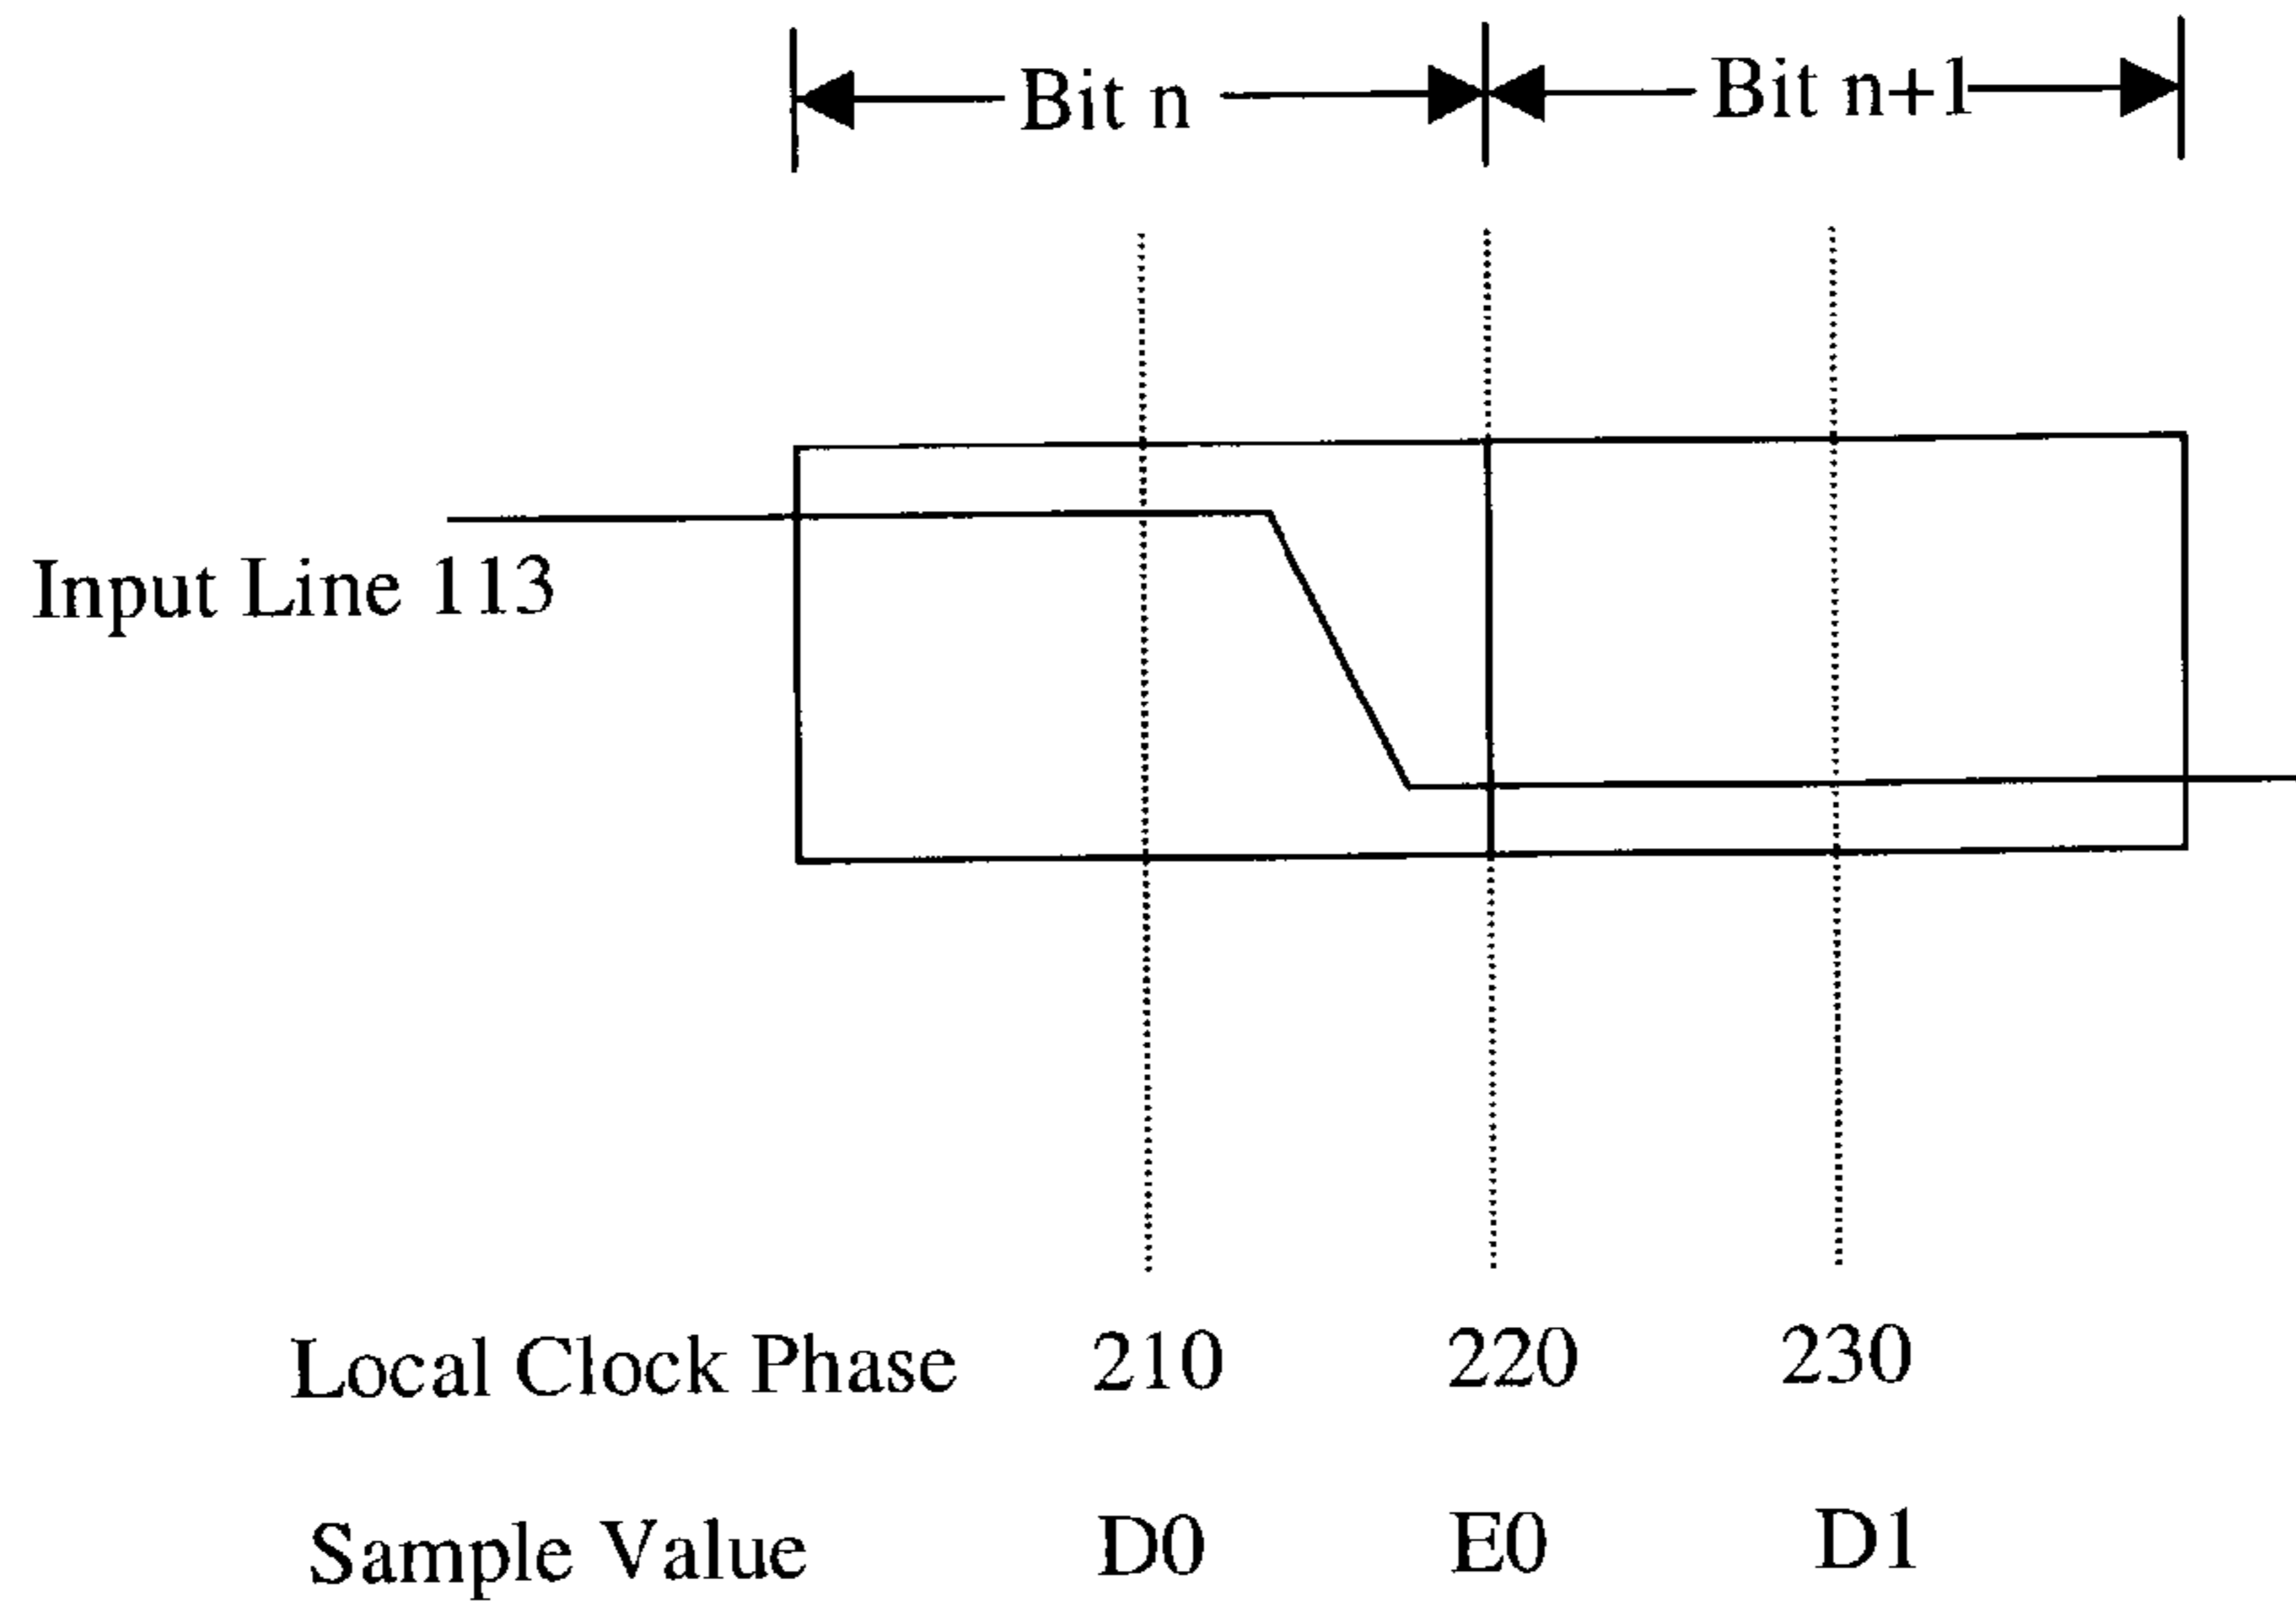 Bit n Bit n+1
Input Line 113
Local Clock Phase 210 220 230
Sample Value D0 E0 D1